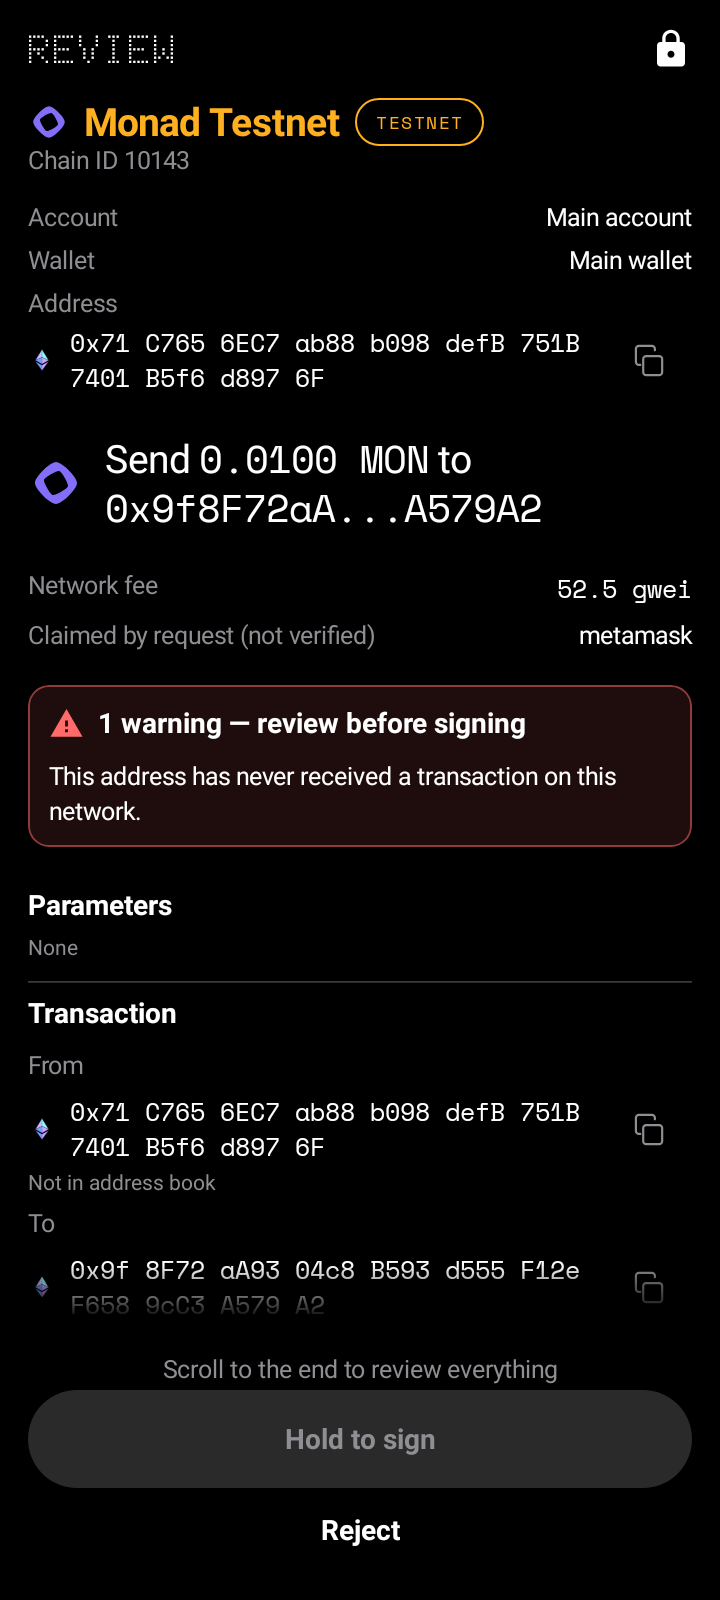 REVIEW
Monad Testnet TESTNET
Chain ID 10143
Account Main account
Wallet Main wallet
Address
0x71 C765 6EC7 ab88 b098 defB 751B
7401 B5f6 d897 6F
Send 0.0100 MON to
0x9f8F72aA...A579A2
Network fee 52.5 gwei
Claimed by request (not verified) metamask
1 warning — review before signing
This address has never received a transaction on this
network.
Parameters
None
Transaction
From
0x71 C765 6EC7 ab88 b098 defB 751B
7401 B5f6 d897 6F
Not in address book
To
0x9f 8F72 aA93 04c8 B593 d555 F12e
F658 9cC3 A579 A2
Scroll to the end to review everything
Hold to sign
Reject